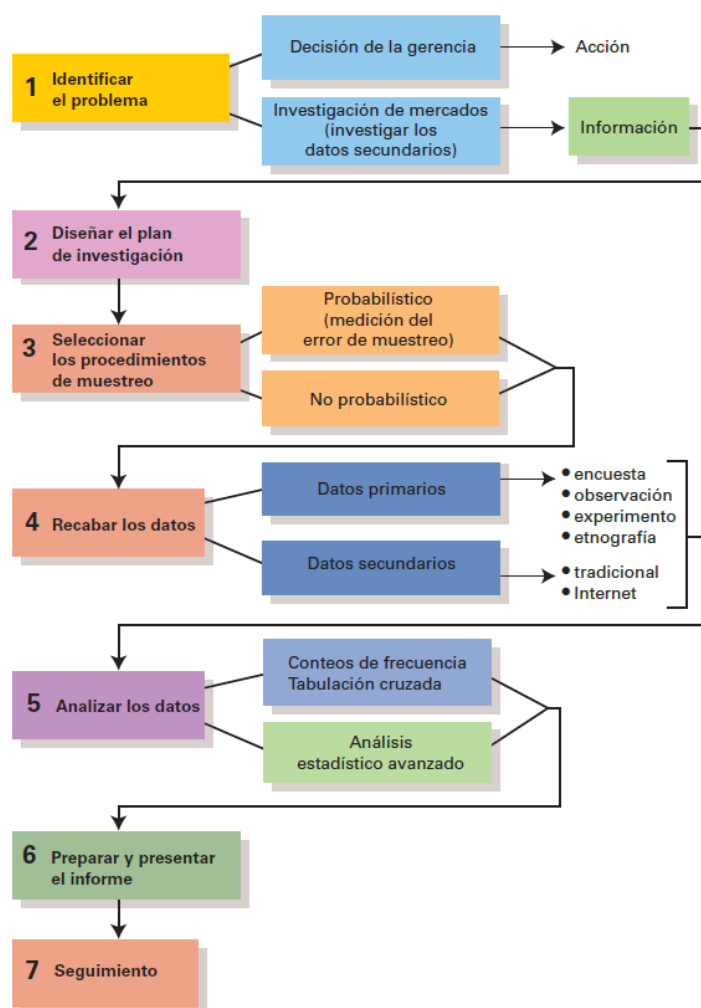 Decisión de la gerencia
Acción
1 Identificar
el problema
Investigación de mercados
(investigar los
datos secundarios)
Información
2 Diseñar el plan
de investigación
Probabilístico
(medición del
error de muestreo)
3 Seleccionar
los procedimientos
de muestreo
No probabilístico
4 Recabar los datos
Datos primarios
• encuesta
• observación
• experimento
• etnografía
Datos secundarios
• tradicional
• Internet
5 Analizar los datos
Conteos de frecuencia
Tabulación cruzada
Análisis
estadístico avanzado
6 Preparar y presentar
el informe
7 Seguimiento